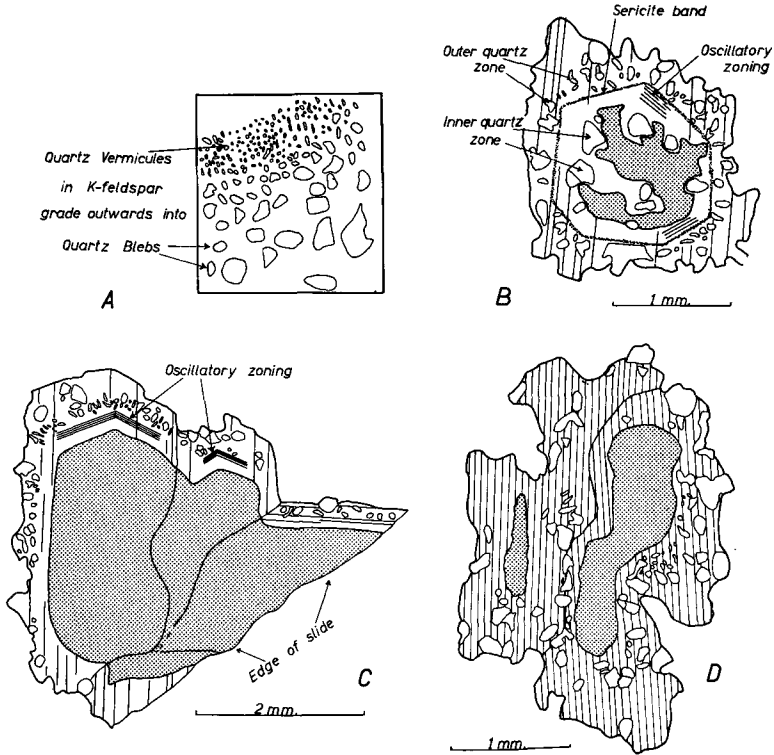 Quartz Vermicules
in K-feldspar
grade outwards into
Quartz Blebs
A
Sericite band
Outer quartz
zone
Oscillatory
zoning
Inner quartz
zone
B
1 mm.
Oscillatory zoning
Edge of slide
C
2 mm.
D
1 mm.